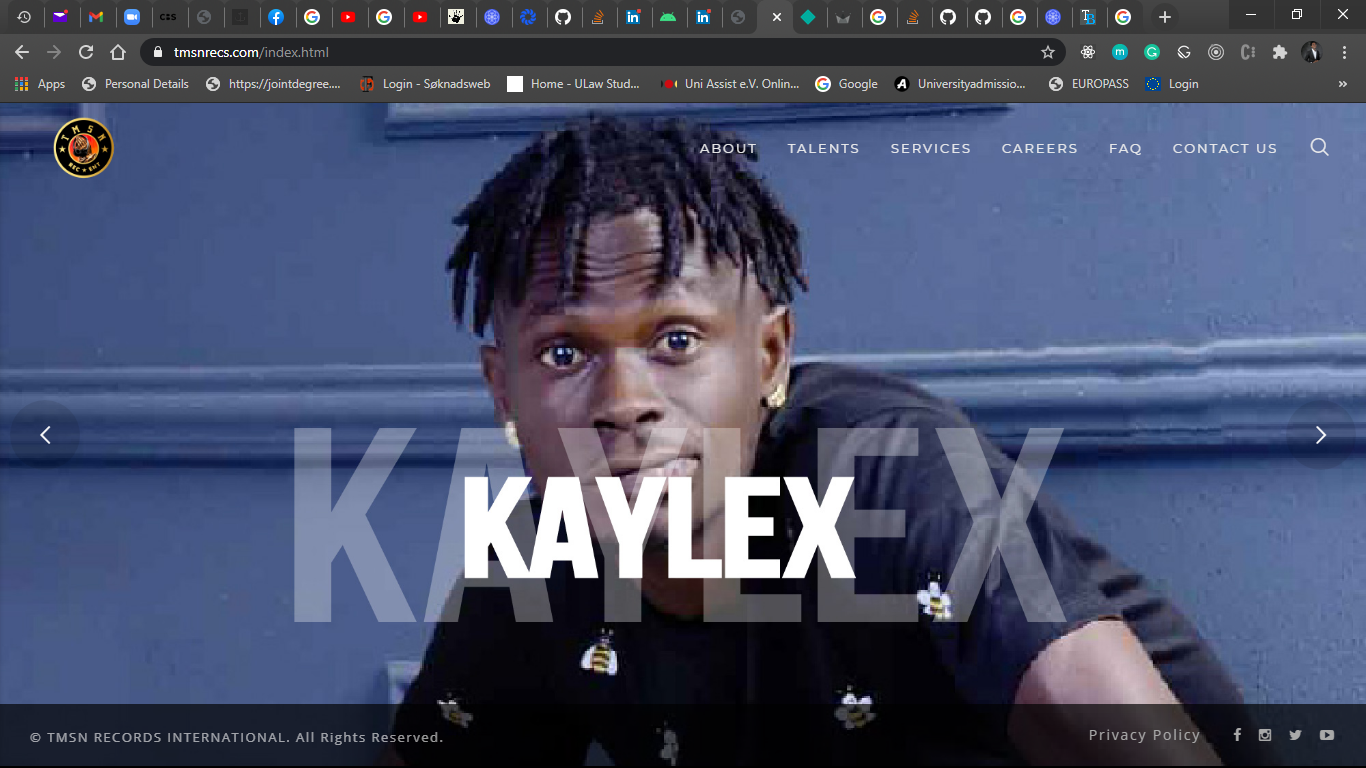 tmsnrecs.com/index.html
Apps Personal Details https://jointdegree.... Login - Søknadsweb Home - ULaw Stud... Uni Assist e.V. Onlin... Google Universityadmissio... EUROPASS Login »
TMSN
REC ★ ENT
ABOUT TALENTS SERVICES CAREERS FAQ CONTACT US
KAYLEX
KAYLEX
© TMSN RECORDS INTERNATIONAL. All Rights Reserved.
Privacy Policy